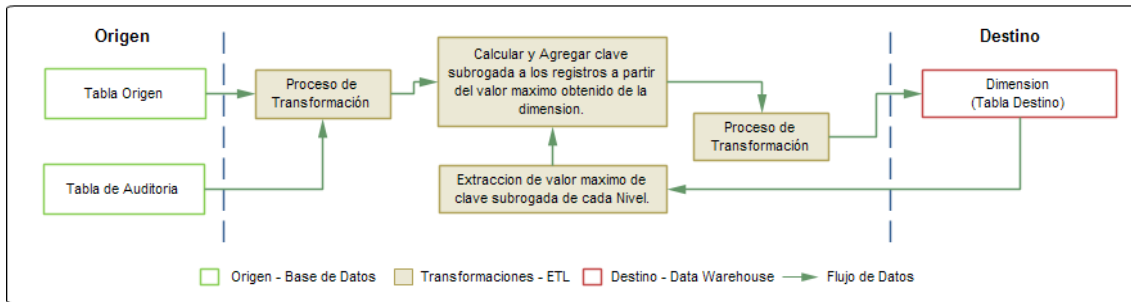 Origen
Destino
Tabla Origen
Proceso de
Transformación
Calcular y Agregar clave
subrogada a los registros a partir
del valor maximo obtenido de la
dimension.
Proceso de
Transformación
Dimension
(Tabla Destino)
Tabla de Auditoria
Extraccion de valor maximo de
clave subrogada de cada Nivel.
Origen - Base de Datos
Transformaciones - ETL
Destino - Data Warehouse
Flujo de Datos